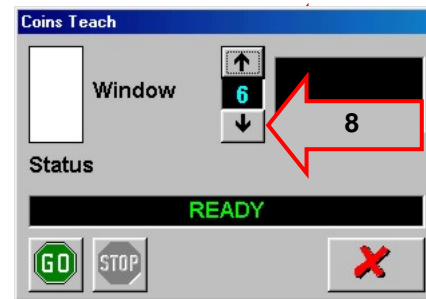 Coins Teach
Window
6
8
Status
READY
GO STOP